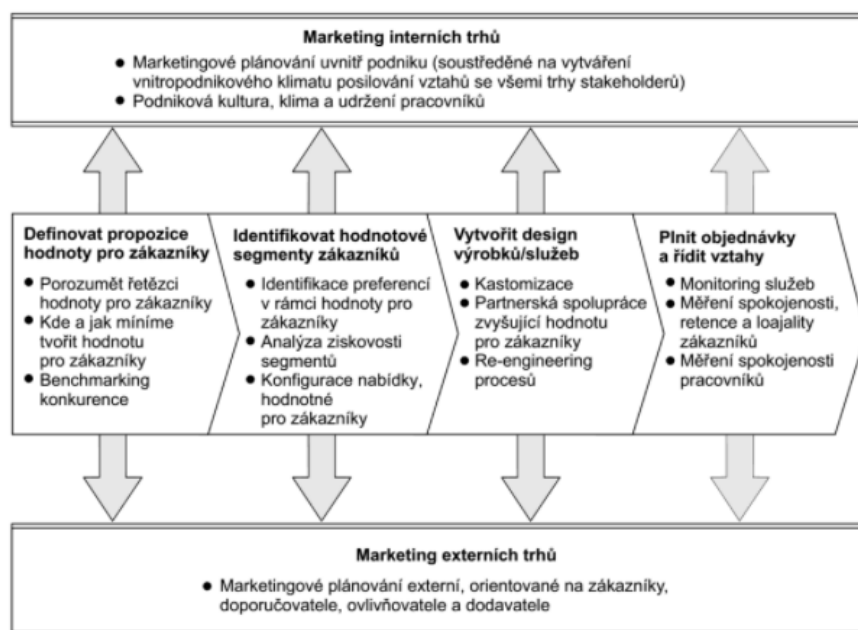 Marketing interních trhů
● Marketingové plánování uvnitř podniku (soustředěné na vytváření
vnitropodnikového klimatu posilování vztahů se všemi trhy stakeholderů)
● Podniková kultura, klima a udržení pracovníků
Definovat propozice
hodnoty pro zákazníky
● Porozumět řetězci
hodnoty pro zákazníky
● Kde a jak míníme
tvořit hodnotu
pro zákazníky
● Benchmarking
konkurence
Identifikovat hodnotové
segmenty zákazníků
● Identifikace preferencí
v rámci hodnoty pro
zákazníky
● Analýza ziskovosti
segmentů
● Konfigurace nabídky,
hodnotné
pro zákazníky
Vytvořit design
výrobků/služeb
● Kastomizace
● Partnerská spolupráce
zvyšující hodnotu
pro zákazníky
● Re-engineering
procesů
Plnit objednávky
a řídit vztahy
● Monitoring služeb
● Měření spokojenosti,
retence a loajality
zákazníků
● Měření spokojenosti
pracovníků
Marketing externích trhů
● Marketingové plánování externí, orientované na zákazníky,
doporučovatele, ovlivňovatele a dodavatele